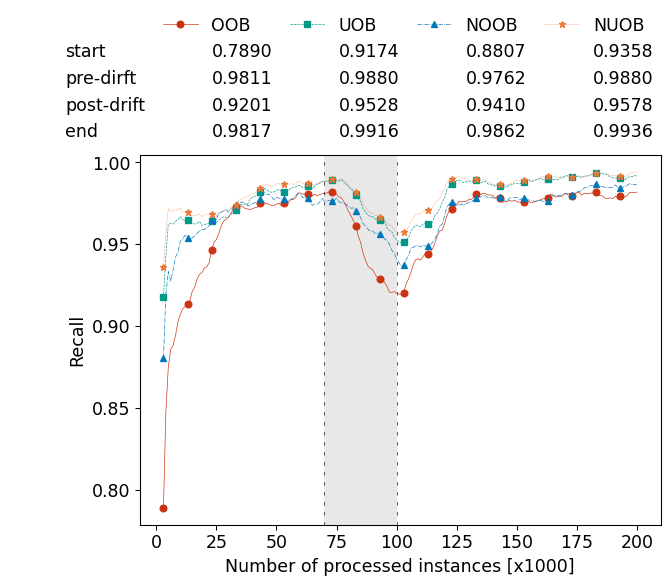 OOB UOB NOOB NUOB
start 0.7890 0.9174 0.8807 0.9358
pre-dirft 0.9811 0.9880 0.9762 0.9880
post-drift 0.9201 0.9528 0.9410 0.9578
end 0.9817 0.9916 0.9862 0.9936
1.00
0.95
0.90
0.85
0.80
Recall
0 25 50 75 100 125 150 175 200
Number of processed instances [x1000]